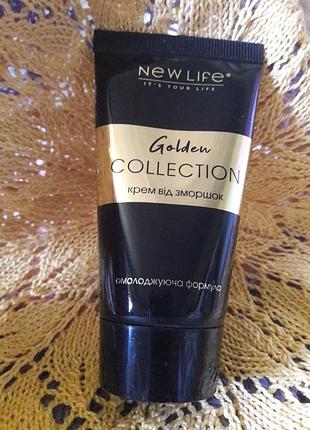 NEW LIFE®
IT'S YOUR LIFE
Golden
COLLECTION
крем від зморшок
омолоджуюча формула